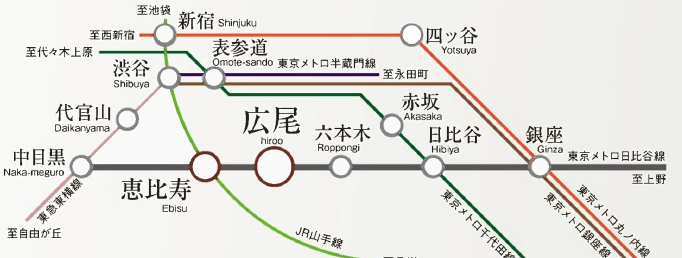 至池袋
新宿 Shinjuku
至西新宿
四ッ谷
Yotsuya
至代々木上原
表参道
Omote-sando
東京メトロ半蔵門線
至永田町
渋谷
Shibuya
代官山
Daikanyama
赤坂
Akasaka
広尾
hiroo
六本木
Roppongi
日比谷
Hibiya
銀座
Ginza
東京メトロ日比谷線
至上野
中目黒
Naka-meguro
恵比寿
Ebisu
東急東横線
至自由が丘
JR山手線
東京メトロ千代田線
東京メトロ銀座線
東京メトロ丸ノ内線